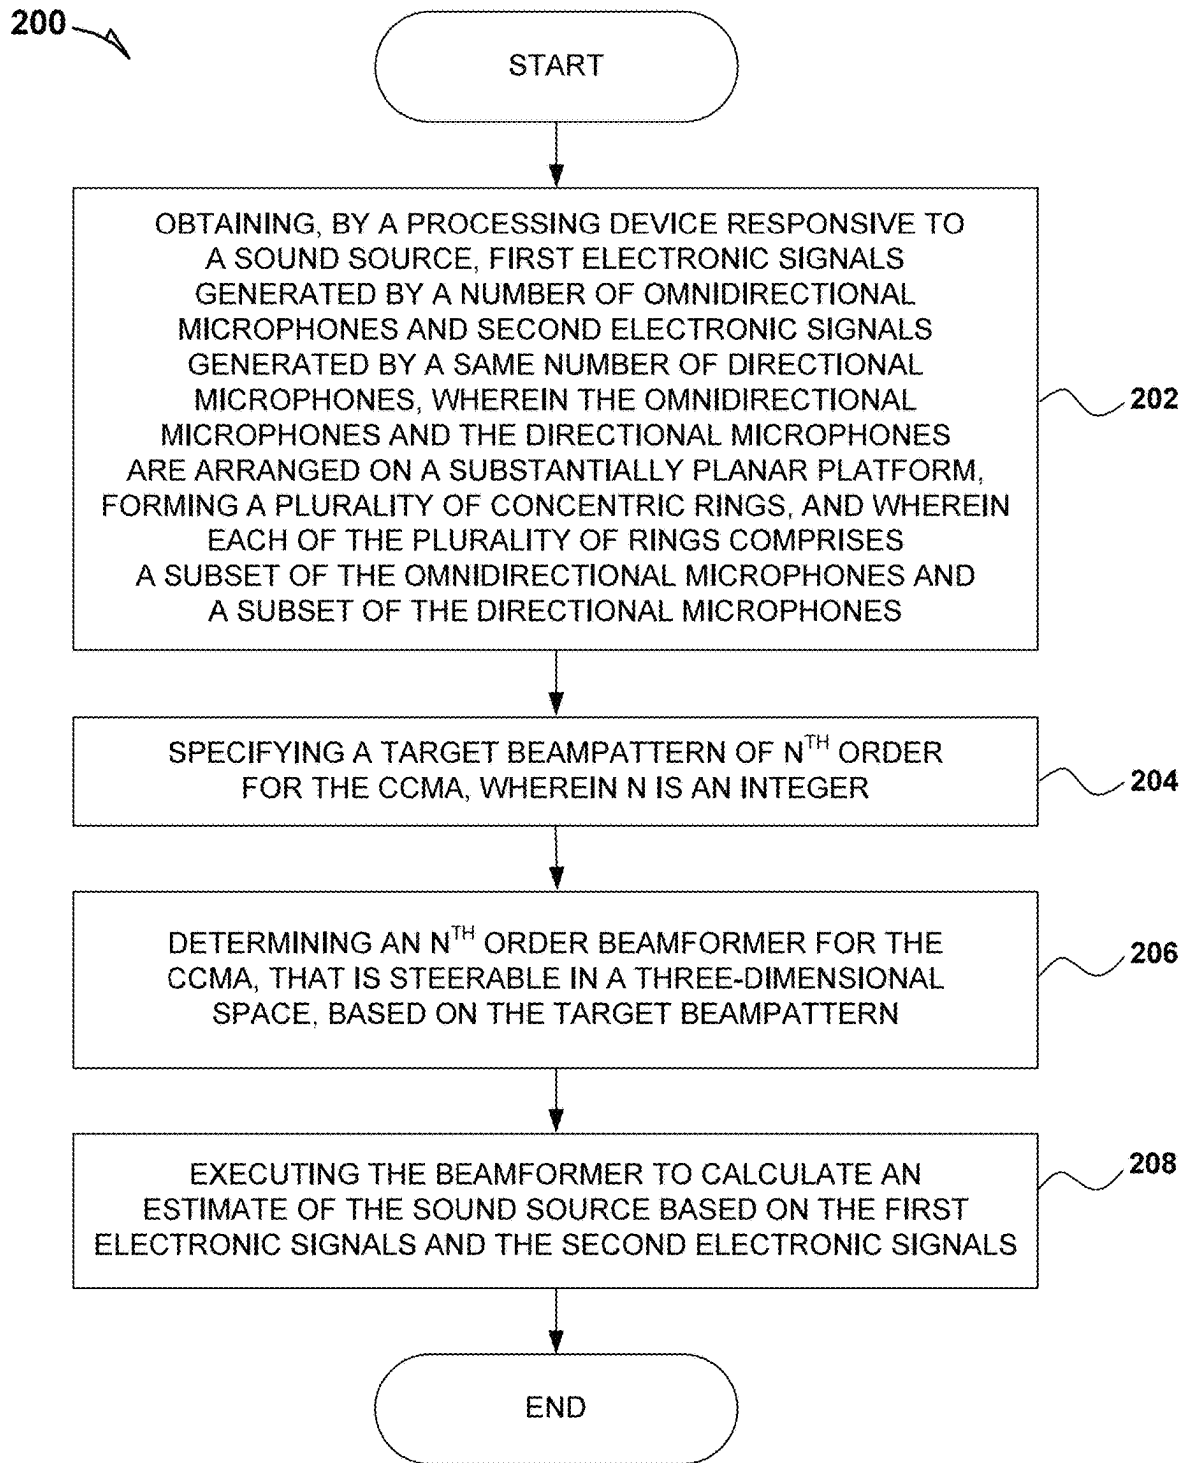 200
START
OBTAINING, BY A PROCESSING DEVICE RESPONSIVE TO
A SOUND SOURCE, FIRST ELECTRONIC SIGNALS
GENERATED BY A NUMBER OF OMNIDIRECTIONAL
MICROPHONES AND SECOND ELECTRONIC SIGNALS
GENERATED BY A SAME NUMBER OF DIRECTIONAL
MICROPHONES, WHEREIN THE OMNIDIRECTIONAL
MICROPHONES AND THE DIRECTIONAL MICROPHONES
ARE ARRANGED ON A SUBSTANTIALLY PLANAR PLATFORM,
FORMING A PLURALITY OF CONCENTRIC RINGS, AND WHEREIN
EACH OF THE PLURALITY OF RINGS COMPRISES
A SUBSET OF THE OMNIDIRECTIONAL MICROPHONES AND
A SUBSET OF THE DIRECTIONAL MICROPHONES
202
SPECIFYING A TARGET BEAMPATTERN OF N^TH ORDER
FOR THE CCMA, WHEREIN N IS AN INTEGER
204
DETERMINING AN N^TH ORDER BEAMFORMER FOR THE
CCMA, THAT IS STEERABLE IN A THREE-DIMENSIONAL
SPACE, BASED ON THE TARGET BEAMPATTERN
206
EXECUTING THE BEAMFORMER TO CALCULATE AN
ESTIMATE OF THE SOUND SOURCE BASED ON THE FIRST
ELECTRONIC SIGNALS AND THE SECOND ELECTRONIC SIGNALS
208
END